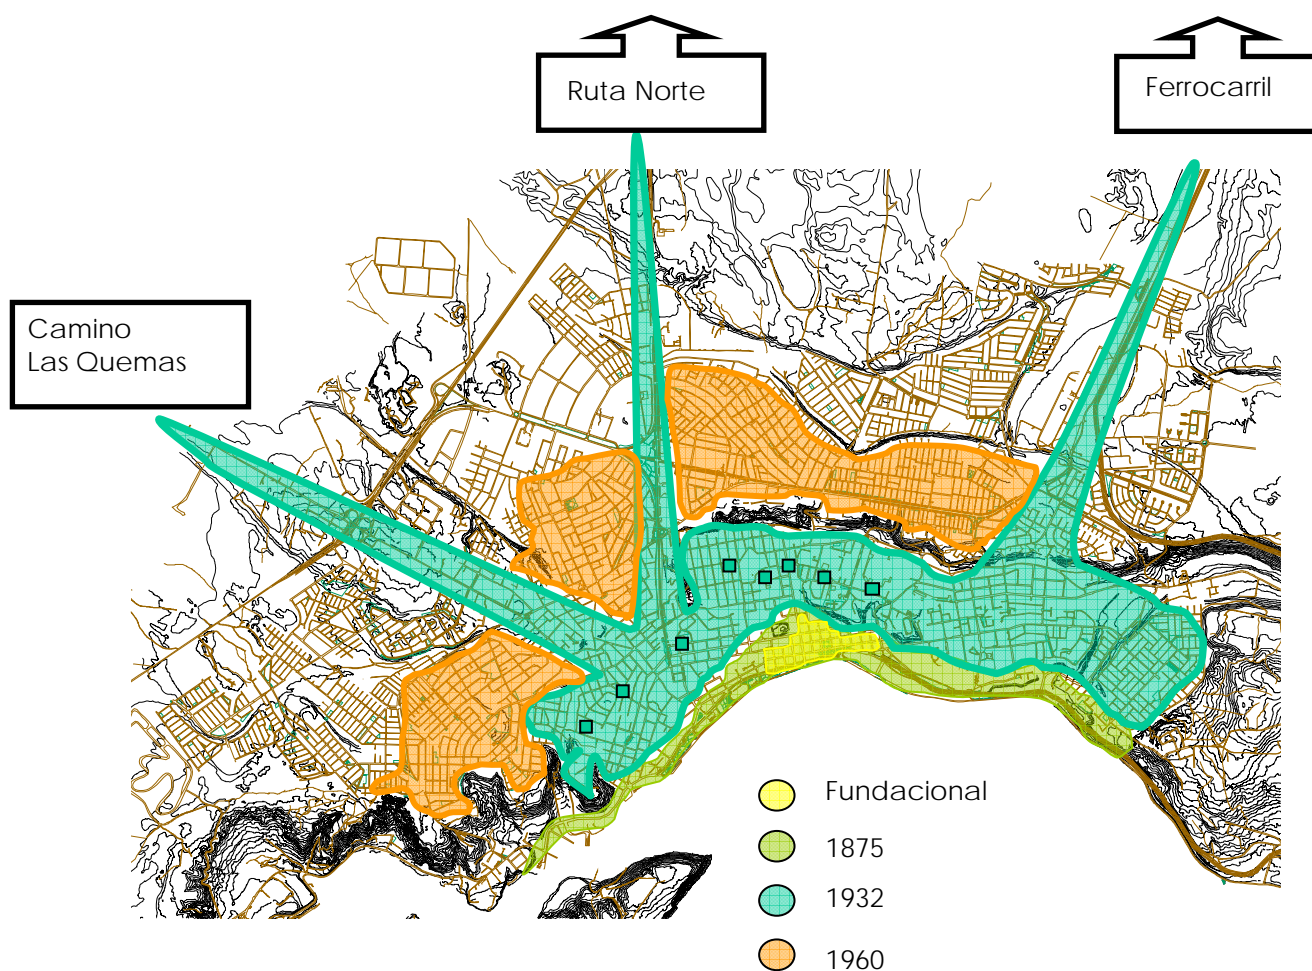 Ruta Norte
Ferrocarril
Camino
Las Quemas
Fundacional
1875
1932
1960